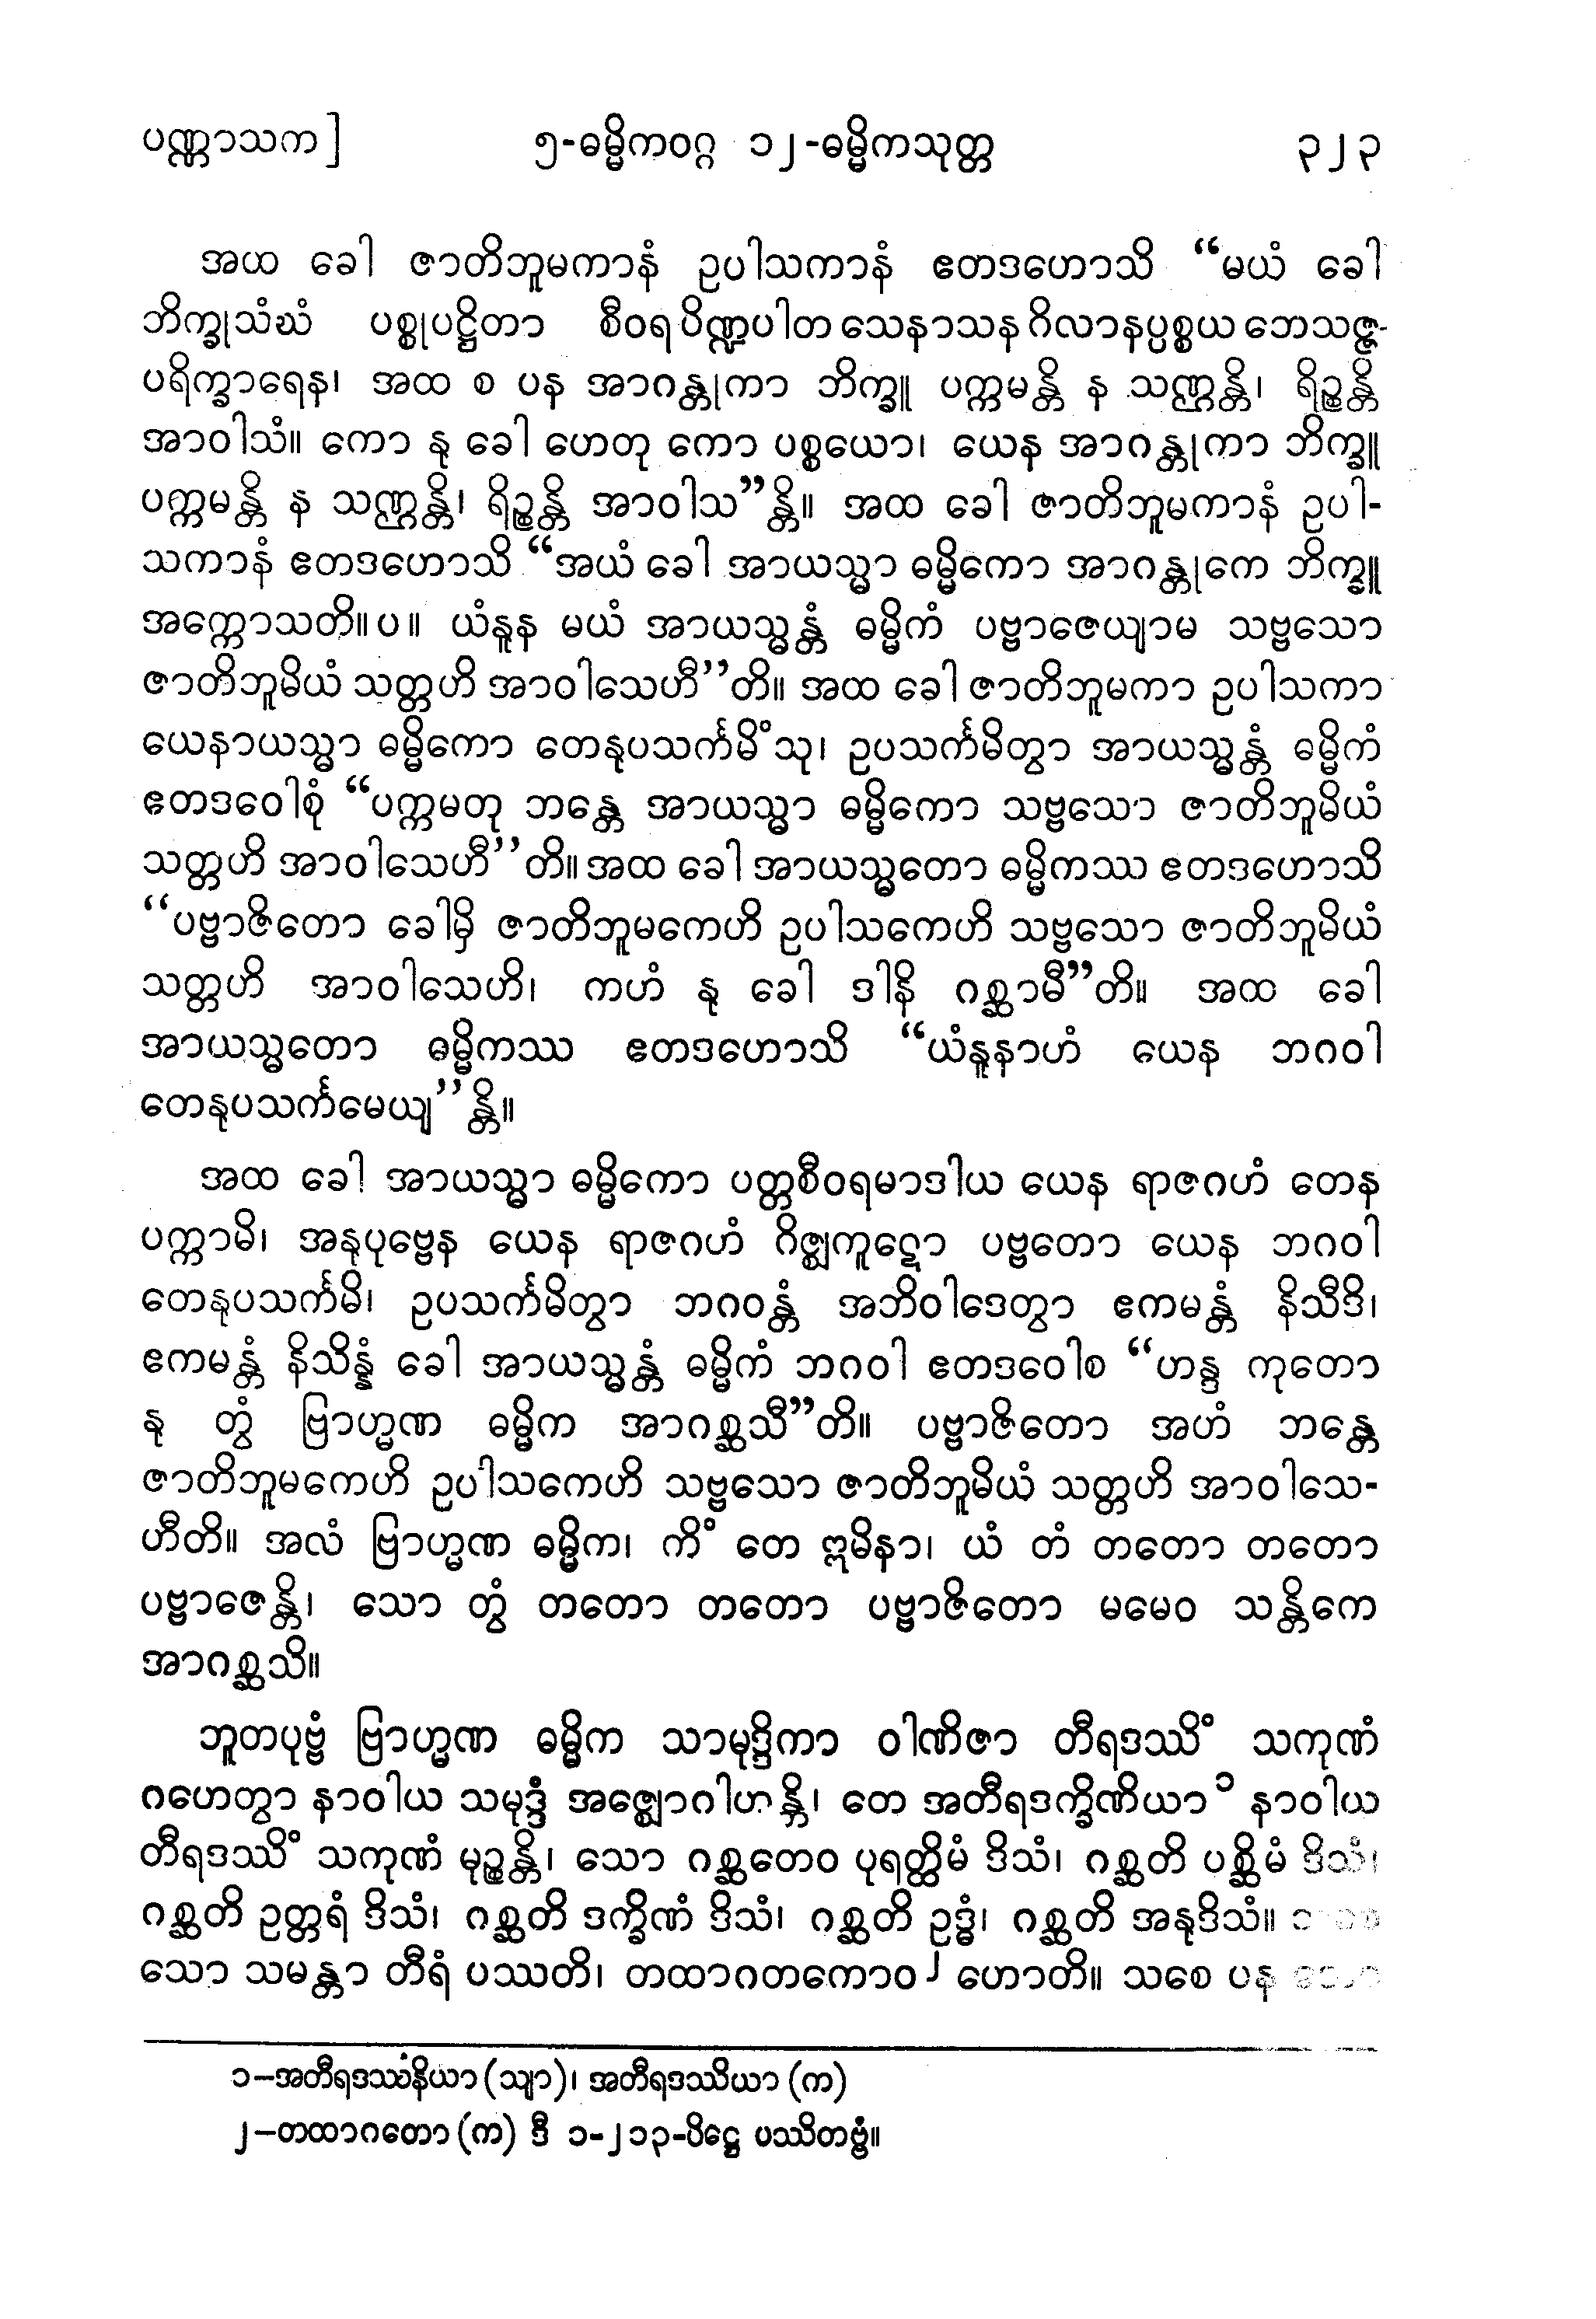 ပဏ္ဏာသက] ၅-ဓမ္မိကဝဂ္ဂ ၁၂-ဓမ္မိကသုတ္တ ၃၂၃
အထ ခေါ ဇာတိဘူမကာနံ ဥပါသကာနံ ဧတဒဟောသိ “မယံ ခေါ
ဘိက္ခုသံဃံ ပစ္စုပဋ္ဌိတာ စီဝရ ပိဏ္ဍပါတ သေနာသန ဂိလာနပ္ပစ္စယ ဘေသဇ္ဇ-
ပရိက္ခာရေန၊ အထ စ ပန အာဂန္တုကာ ဘိက္ခူ ပက္ကမန္တိ န သဏ္ဌန္တိ၊ ရိဉ္စန္တိ
အာဝါသံ။ ကော နု ခေါ ဟေတု ကော ပစ္စယော၊ ယေန အာဂန္တုကာ ဘိက္ခူ
ပက္ကမန္တိ န သဏ္ဌန္တိ၊ ရိဉ္စန္တိ အာဝါသ”န္တိ။ အထ ခေါ ဇာတိဘူမကာနံ ဥပါ-
သကာနံ ဧတဒဟောသိ “အယံ ခေါ အာယသ္မာ ဓမ္မိကော အာဂန္တုကေ ဘိက္ခူ
အက္ကောသတိ။ပ။ ယံနူန မယံ အာယသ္မန္တံ ဓမ္မိကံ ပဗ္ဗာဇေယျာမ သဗ္ဗသော
ဇာတိဘူမိယံ သတ္တဟိ အာဝါသေဟီ”တိ။ အထ ခေါ ဇာတိဘူမကာ ဥပါသကာ
ယေနာယသ္မာ ဓမ္မိကော တေနုပသင်္ကမိံသု၊ ဥပသင်္ကမိတွာ အာယသ္မန္တံ ဓမ္မိကံ
ဧတဒဝေါစုံ “ပက္ကမတု ဘန္တေ အာယသ္မာ ဓမ္မိကော သဗ္ဗသော ဇာတိဘူမိယံ
သတ္တဟိ အာဝါသေဟီ”တိ။ အထ ခေါ အာယသ္မတော ဓမ္မိကဿ ဧတဒဟောသိ
“ပဗ္ဗာဇိတော ခေါမှိ ဇာတိဘူမကေဟိ ဥပါသကေဟိ သဗ္ဗသော ဇာတိဘူမိယံ
သတ္တဟိ အာဝါသေဟိ၊ ကဟံ နု ခေါ ဒါနိ ဂစ္ဆာမီ”တိ။ အထ ခေါ
အာယသ္မတော ဓမ္မိကဿ ဧတဒဟောသိ “ယံနူနာဟံ ယေန ဘဂဝါ
တေနုပသင်္ကမေယျ”န္တိ။
အထ ခေါ အာယသ္မာ ဓမ္မိကော ပတ္တစီဝရမာဒါယ ယေန ရာဇဂဟံ တေန
ပက္ကာမိ၊ အနုပုဗ္ဗေန ယေန ရာဇဂဟံ ဂိဇ္ဈကူဋော ပဗ္ဗတော ယေန ဘဂဝါ
တေနုပသင်္ကမိ၊ ဥပသင်္ကမိတွာ ဘဂဝန္တံ အဘိဝါဒေတွာ ဧကမန္တံ နိသီဒိ၊
ဧကမန္တံ နိသိန္နံ ခေါ အာယသ္မန္တံ ဓမ္မိကံ ဘဂဝါ ဧတဒဝေါစ “ဟန္ဒ ကုတော
နု တွံ ဗြာဟ္မဏ ဓမ္မိက အာဂစ္ဆသီ”တိ။ ပဗ္ဗာဇိတော အဟံ ဘန္တေ
ဇာတိဘူမကေဟိ ဥပါသကေဟိ သဗ္ဗသော ဇာတိဘူမိယံ သတ္တဟိ အာဝါသေ-
ဟီတိ။ အလံ ဗြာဟ္မဏ ဓမ္မိက၊ ကိံ တေ ဣမိနာ၊ ယံ တံ တတော တတော
ပဗ္ဗာဇေန္တိ၊ သော တွံ တတော တတော ပဗ္ဗာဇိတော မမေဝ သန္တိကေ
အာဂစ္ဆသိ။
ဘူတပုဗ္ဗံ ဗြာဟ္မဏ ဓမ္မိက သာမုဒ္ဒိကာ ဝါဏိဇာ တီရဒဿိံ သကုဏံ
ဂဟေတွာ နာဝါယ သမုဒ္ဒံ အဇ္ဈောဂါဟန္တိ၊ တေ အတီရဒက္ခိဏိယာ ၁ နာဝါယ
တီရဒဿိံ သကုဏံ မုဉ္စန္တိ၊ သော ဂစ္ဆတေဝ ပုရတ္ထိမံ ဒိသံ၊ ဂစ္ဆတိ ပစ္ဆိမံ ဒိသံ၊
ဂစ္ဆတိ ဥတ္တရံ ဒိသံ၊ ဂစ္ဆတိ ဒက္ခိဏံ ဒိသံ၊ ဂစ္ဆတိ ဥဒ္ဓံ၊ ဂစ္ဆတိ အနုဒိသံ။
သော သမန္တာ တီရံ ပဿတိ၊ တထာဂတကောဝ ၂ ဟောတိ။ သစေ ပန
၁–အတီရဒဿနိယာ (သျာ)၊ အတီရဒဿိယာ (က)
၂–တထာဂတော (က) ဒီ ၁-၂၁၃-ပိဋ္ဌေ ပဿိတဗ္ဗံ။